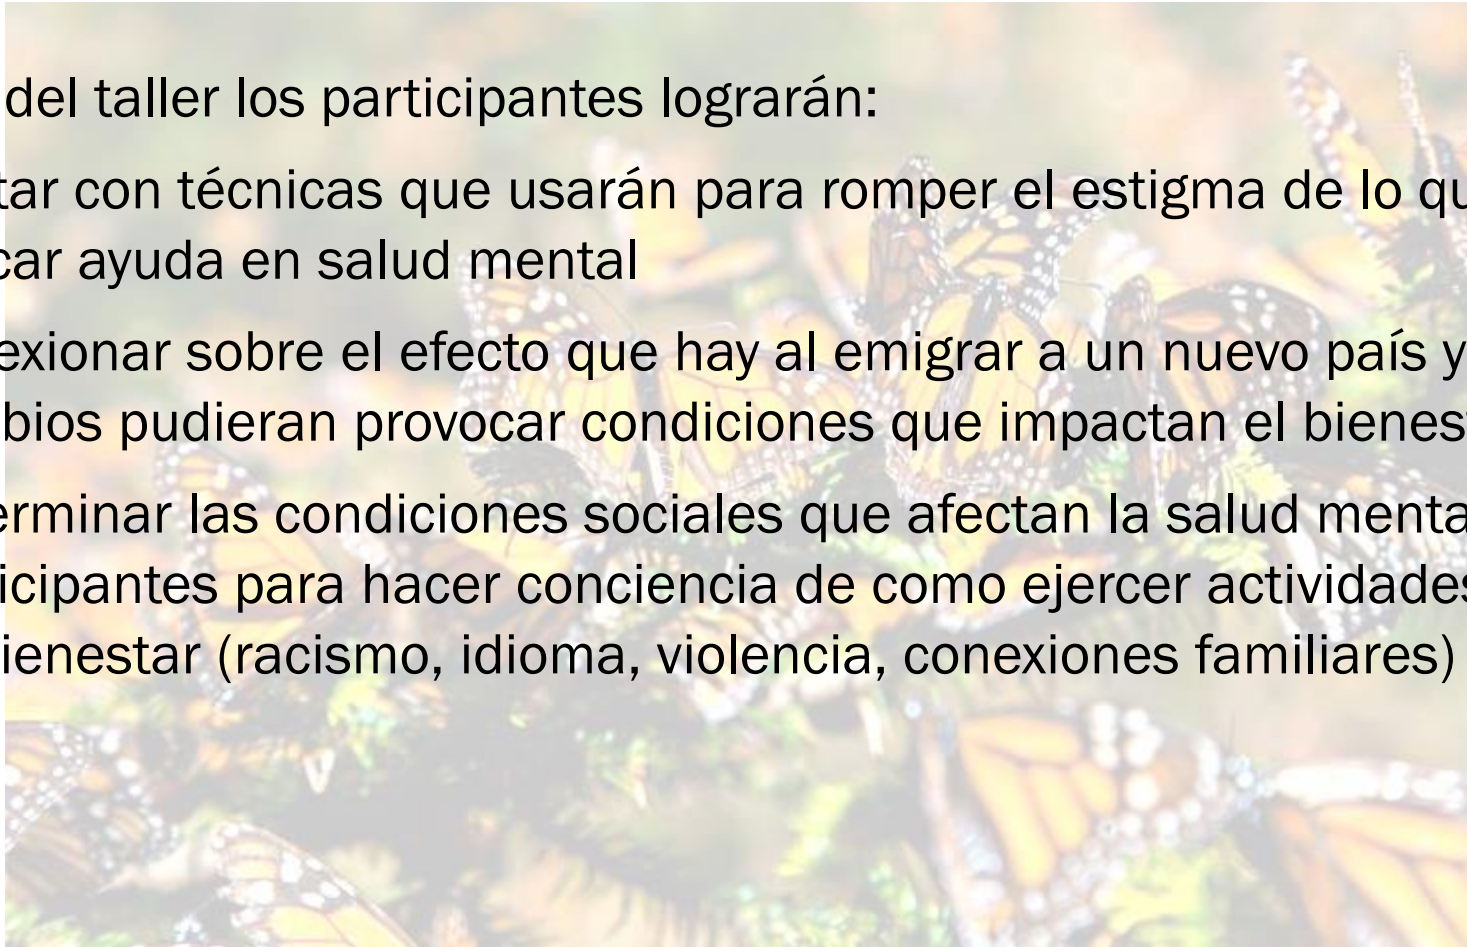 del taller los participantes lograrán:
tar con técnicas que usarán para romper el estigma de lo qu
car ayuda en salud mental
exionar sobre el efecto que hay al emigrar a un nuevo país y
bios pudieran provocar condiciones que impactan el bienest
erminar las condiciones sociales que afectan la salud menta
icipantes para hacer conciencia de como ejercer actividades
ienestar (racismo, idioma, violencia, conexiones familiares)